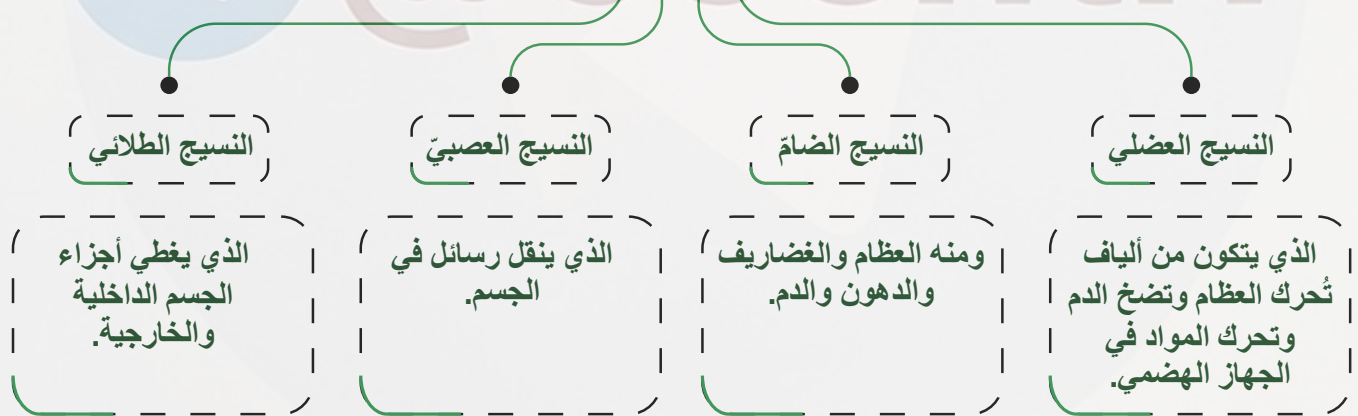 النسيج العضلي
الذي يتكون من ألياف
تُحرك العظام وتضخ الدم
وتحرك المواد في
الجهاز الهضمي.
النسيج الضامّ
ومنه العظام والغضاريف
والدهون والدم.
النسيج العصبيّ
الذي ينقل رسائل في
الجسم.
النسيج الطلائي
الذي يغطي أجزاء
الجسم الداخلية
والخارجية.